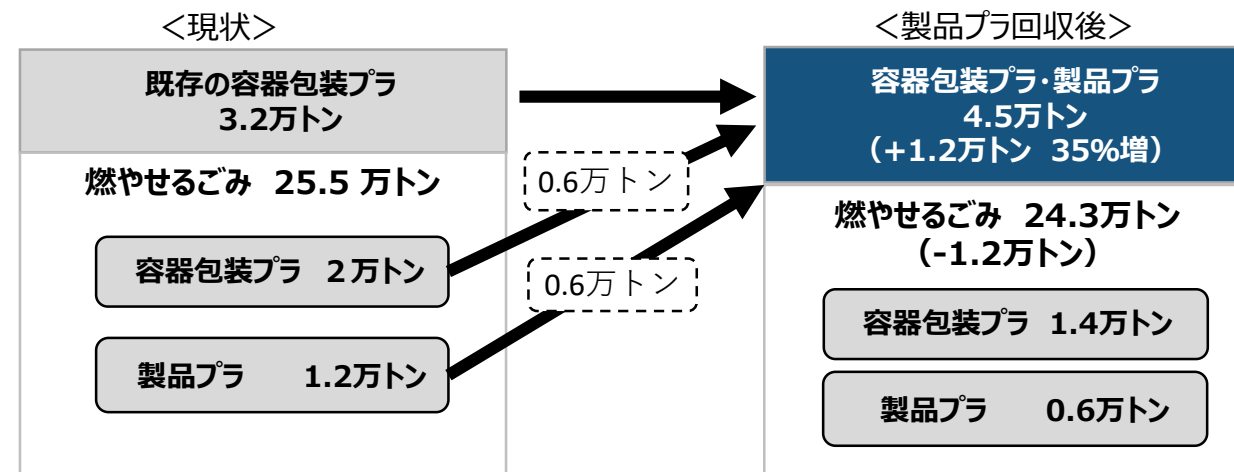 <現状>
既存の容器包装プラ
3.2万トン
燃やせるごみ 25.5 万トン
容器包装プラ 2万トン
製品プラ 1.2万トン
0.6万トン
0.6万トン
<製品プラ回収後>
容器包装プラ・製品プラ
4.5万トン
（+1.2万トン 35%増）
燃やせるごみ 24.3万トン
（-1.2万トン）
容器包装プラ 1.4万トン
製品プラ 0.6万トン